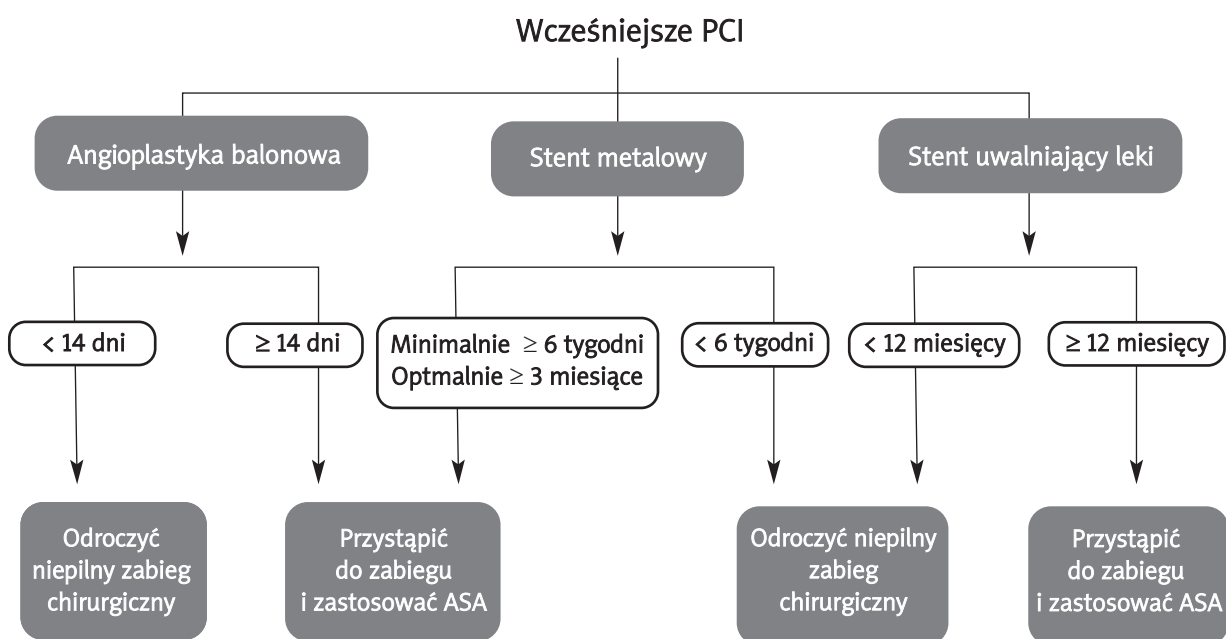 Wcześniejsze PCI
Angioplastyka balonowa
Stent metalowy
Stent uwalniający leki
< 14 dni
≥ 14 dni
Minimalnie ≥ 6 tygodni
Optmalnie ≥ 3 miesiące
< 6 tygodni
< 12 miesięcy
≥ 12 miesięcy
Odroczyć
niepilny zabieg
chirurgiczny
Przystąpić
do zabiegu
i zastosować ASA
Odroczyć niepilny
zabieg
chirurgiczny
Przystąpić
do zabiegu
i zastosować ASA